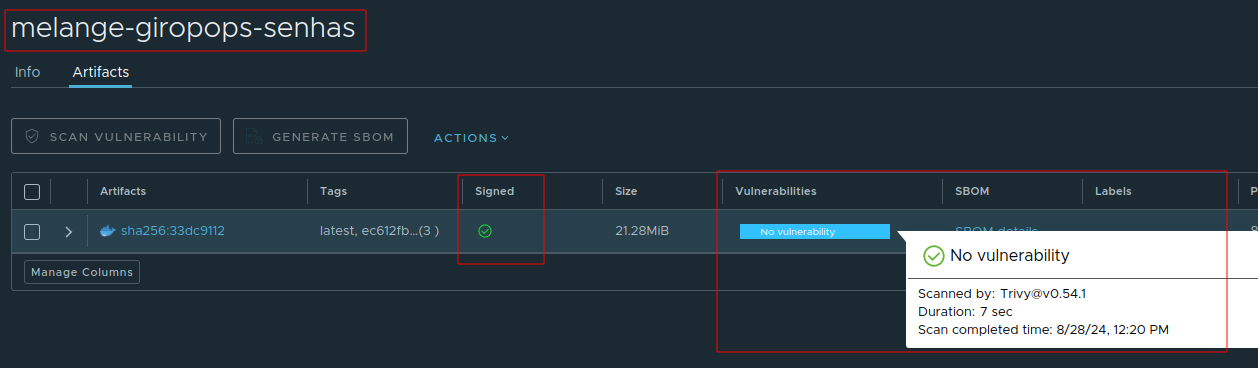 melange-giropops-senhas
Info Artifacts
SCAN VULNERABILITY GENERATE SBOM ACTIONS
Artifacts Tags Signed Size Vulnerabilities SBOM Labels P
sha256:33dc9112 latest, ec612fb...(3 ) 21.28MiB No vulnerability SBOM details
No vulnerability
Manage Columns
Scanned by: Trivy@v0.54.1
Duration: 7 sec
Scan completed time: 8/28/24, 12:20 PM